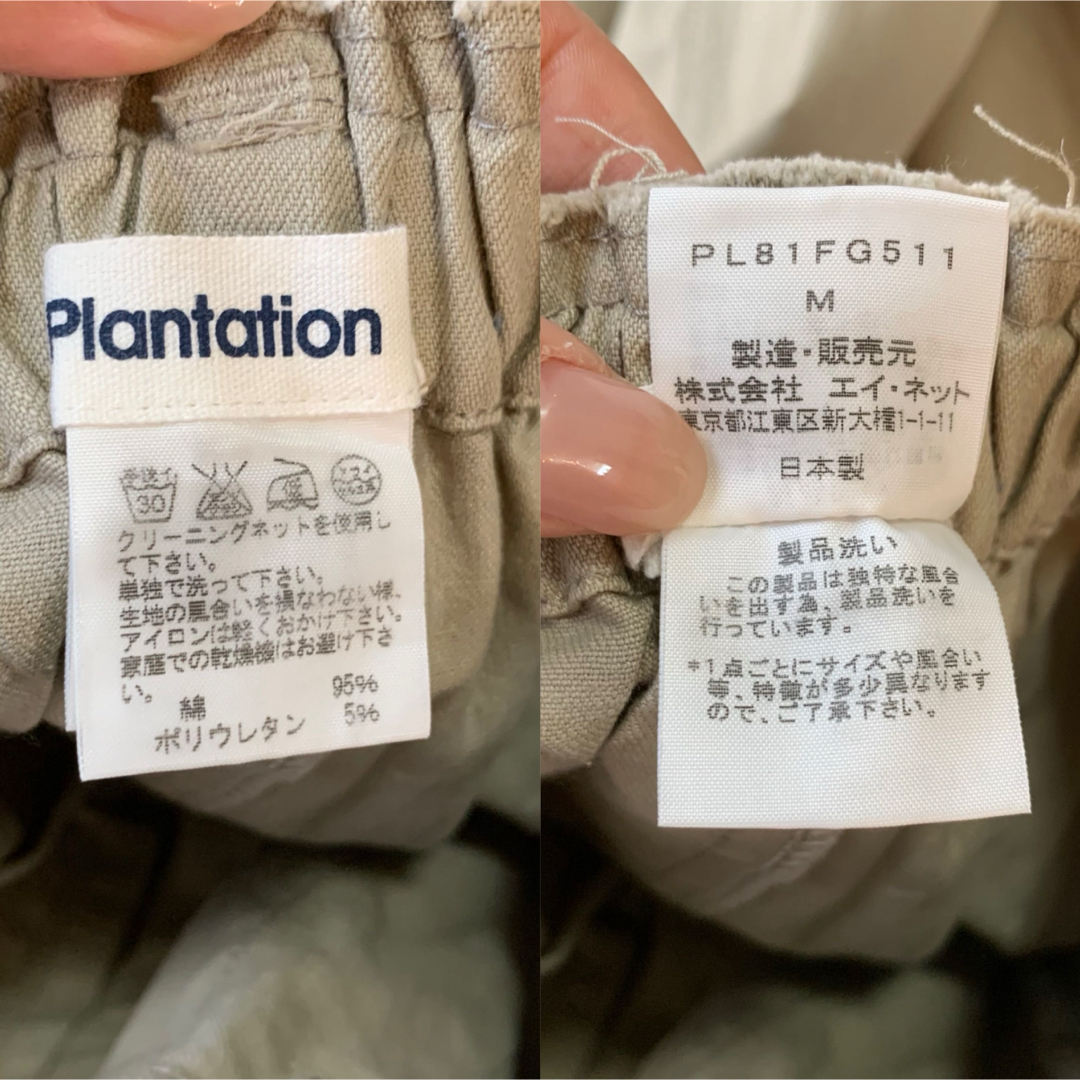 Plantation
手洗イ
30
クリーニングネットを使用し
て下さい。
単独で洗って下さい。
生地の風合いを損なわない様、
アイロンは軽くおかけ下さい。
家庭での乾燥機はお避け下さ
い。
綿 95%
ポリウレタン 5%
PL81FG511
M
製造・販売元
株式会社 エイ・ネット
東京都江東区新大橋1-1-11
日本製
製品洗い
この製品は独特な風合
いを出す為、製品洗いを
行っています。
*1点ごとにサイズや風合い
等、特徴が多少異なります
ので、ご了承下さい。